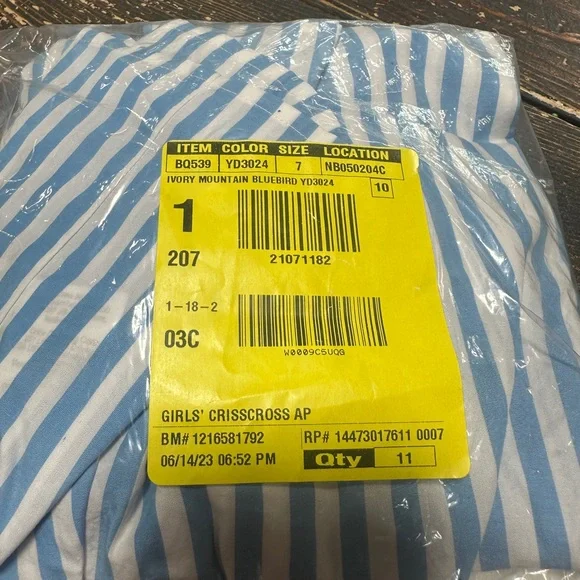 ITEM COLOR SIZE LOCATION
BQ539 YD3024 7 NB050204C
IVORY MOUNTAIN BLUEBIRD YD3024
10
1
207
21071182
1-18-2
03C
W0009C5UQG
GIRLS' CRISSCROSS AP
BM# 1216581792 RP# 14473017611 0007
06/14/23 06:52 PM Qty 11